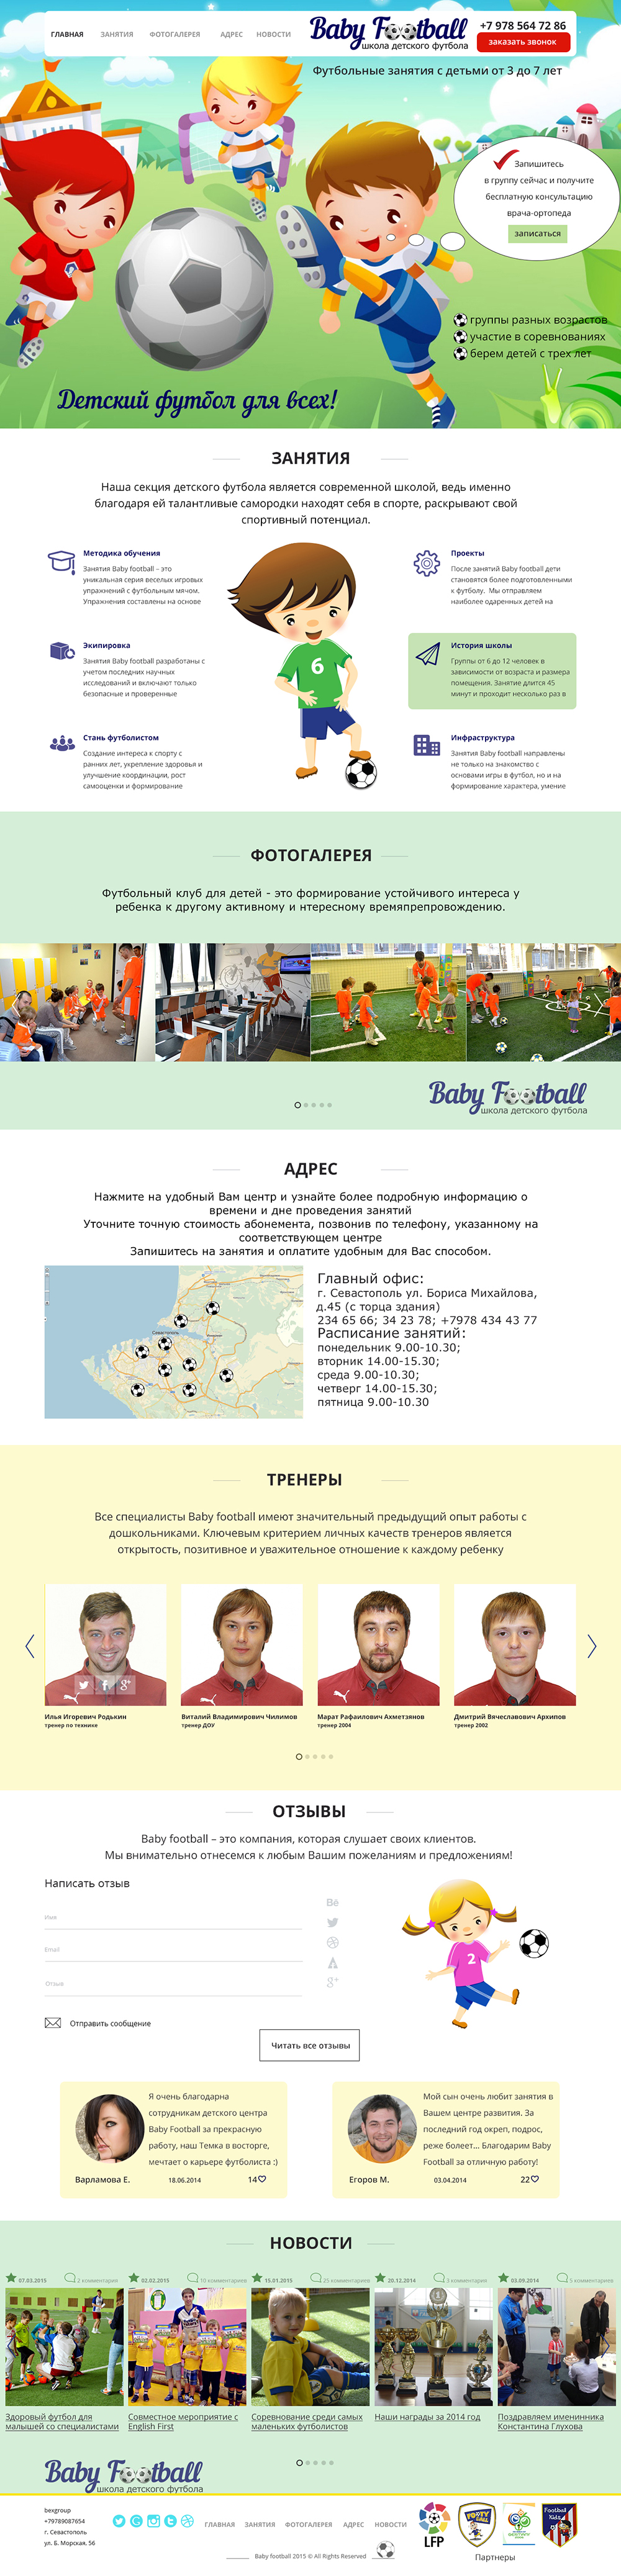 ГЛАВНАЯ ЗАНЯТИЯ ФОТОГАЛЕРЕЯ АДРЕС НОВОСТИ
Baby Football
школа детского футбола
+7 978 564 72 86
заказать звонок
Футбольные занятия с детьми от 3 до 7 лет
Запишитесь
в группу сейчас и получите
бесплатную консультацию
врача-ортопеда
записаться
группы разных возрастов
участие в соревнованиях
берем детей с трех лет
Детский футбол для всех!
ЗАНЯТИЯ
Наша секция детского футбола является современной школой, ведь именно
благодаря ей талантливые самородки находят себя в спорте, раскрывают свой
спортивный потенциал.
Методика обучения
Занятия Baby football – это
уникальная серия веселых игровых
упражнений с футбольным мячом.
Упражнения составлены на основе
Экипировка
Занятия Baby football разработаны с
учетом последних научных
исследований и включают только
безопасные и проверенные
Стань футболистом
Создание интереса к спорту с
ранних лет, укрепление здоровья и
улучшение координации, рост
самооценки и формирование
6
Проекты
После занятий Baby football дети
становятся более подготовленными
к футболу. Мы отправляем
наиболее одаренных детей на
История школы
Группы от 6 до 12 человек в
зависимости от возраста и размера
помещения. Занятие длится 45
минут и проходит несколько раз в
Инфраструктура
Занятия Baby football направлены
не только на знакомство с
основами игры в футбол, но и на
формирование характера, умение
ФОТОГАЛЕРЕЯ
Футбольный клуб для детей - это формирование устойчивого интереса у
ребенка к другому активному и нтересному времяпрепровождению.
Baby Football
школа детского футбола
АДРЕС
Нажмите на удобный Вам центр и узнайте более подробную информацию о
времени и дне проведения занятий
Уточните точную стоимость абонемента, позвонив по телефону, указанному на
соответствующем центре
Запишитесь на занятия и оплатите удобным для Вас способом.
Севастополь
Главный офис:
г. Севастополь ул. Бориса Михайлова,
д.45 (с торца здания)
234 65 66; 34 23 78; +7978 434 43 77
Расписание занятий:
понедельник 9.00-10.30;
вторник 14.00-15.30;
среда 9.00-10.30;
четверг 14.00-15.30;
пятница 9.00-10.30
ТРЕНЕРЫ
Все специалисты Baby football имеют значительный предыдущий опыт работы с
дошкольниками. Ключевым критерием личных качеств тренеров является
открытость, позитивное и уважительное отношение к каждому ребенку
Илья Игоревич Родькин
тренер по технике
Виталий Владимирович Чилимов
тренер ДОУ
Марат Рафаилович Ахметзянов
тренер 2004
Дмитрий Вячеславович Архипов
тренер 2002
ОТЗЫВЫ
Baby football – это компания, которая слушает своих клиентов.
Мы внимательно отнесемся к любым Вашим пожеланиям и предложениям!
Написать отзыв
Имя
Email
Отзыв
Отправить сообщение
2
Читать все отзывы
Я очень благодарна
сотрудникам детского центра
Baby Football за прекрасную
работу, наш Темка в восторге,
мечтает о карьере футболиста :)
Варламова Е. 18.06.2014 14
Мой сын очень любит занятия в
Вашем центре развития. За
последний год окреп, подрос,
реже болеет... Благодарим Baby
Football за отличную работу!
Егоров М. 03.04.2014 22
НОВОСТИ
07.03.2015 2 комментария
02.02.2015 10 комментариев
15.01.2015 25 комментариев
20.12.2014 3 комментария
03.09.2014 5 комментариев
Здоровый футбол для
малышей со специалистами
Совместное мероприятие с
English First
Соревнование среди самых
маленьких футболистов
Наши награды за 2014 год
Поздравляем именинника
Константина Глухова
Baby Football
школа детского футбола
bexgroup
+79789087654
г. Севастополь
ул. Б. Морская, 56
ГЛАВНАЯ ЗАНЯТИЯ ФОТОГАЛЕРЕЯ АДРЕС НОВОСТИ
Baby football 2015 © All Rights Reserved
LFP
Football
Kids
Партнеры